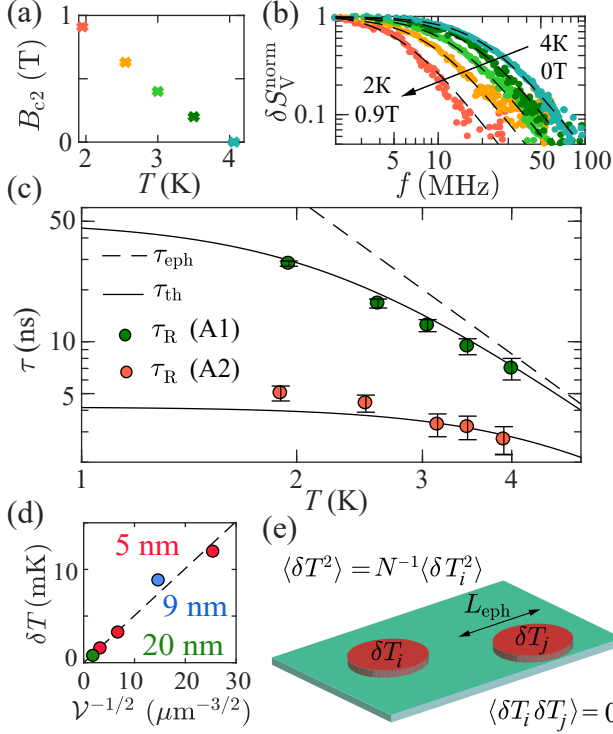 (a)
B_c2 (T)
1
0
2 3 4
T (K)
(b)
δS_V^norm
1
0.1
4K
0T
2K
0.9T
5 10 50 100
f (MHz)
(c)
τ (ns)
50
10
5
τ_eph
τ_th
τ_R (A1)
τ_R (A2)
1 2 3 4
T (K)
(d)
δT (mK)
10
0
5 nm
9 nm
20 nm
0 10 20 30
𝒱^{-1/2} (μm^{-3/2})
(e)
⟨δT²⟩ = N⁻¹⟨δT_i²⟩
L_eph
δT_i
δT_j
⟨δT_i δT_j⟩ = 0